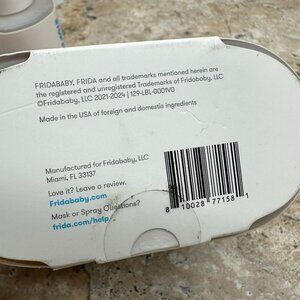 FRIDABABY, FRIDA and all trademarks mentioned herein are
the registered and unregistered Trademarks of Fridababy, LLC
©Fridababy, LLC 2021-2024 | 129-LBL-0001V0
Made in the USA of foreign and domestic ingredients
Manufactured for Fridababy, LLC
Miami, FL 33137
Love it? Leave a review.
Fridababy.com
Mask or Spray Questions?
frida.com/help
8 10028 77158 1